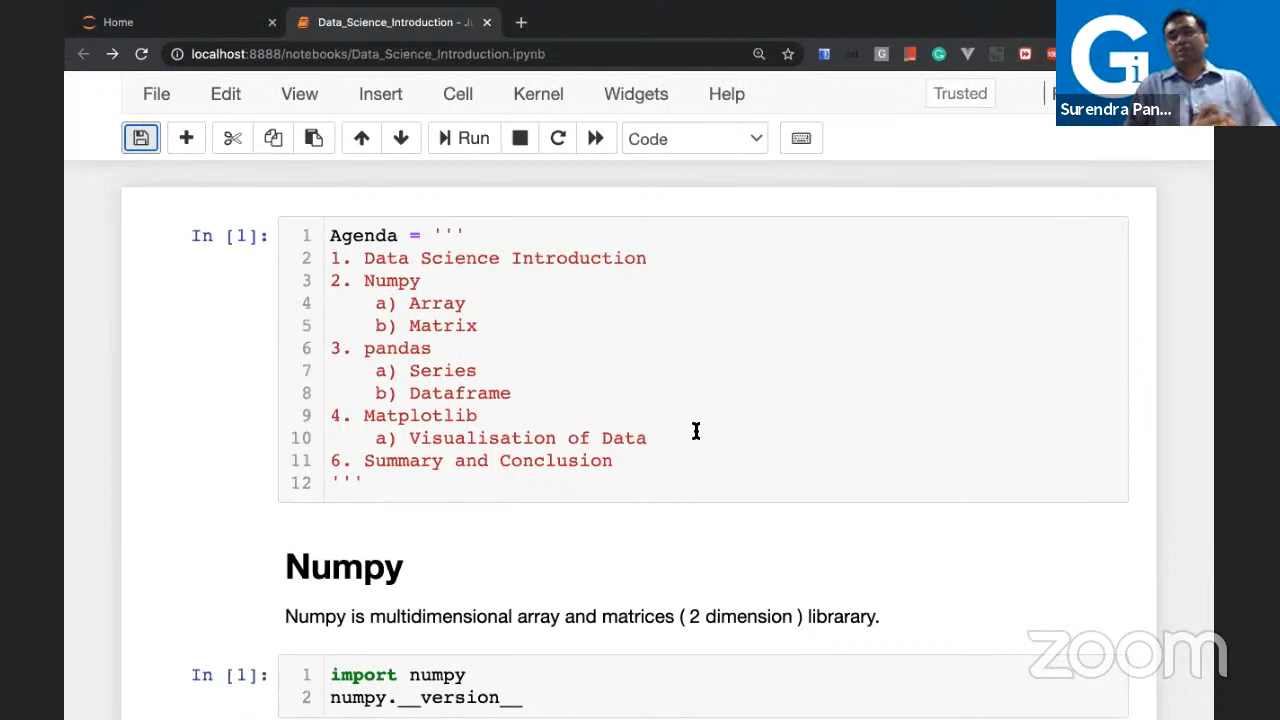 Home
Data_Science_Introduction - J
localhost:8888/notebooks/Data_Science_Introduction.ipynb
Gi
Surendra Pan...
File Edit View Insert Cell Kernel Widgets Help Trusted
Run Code
In [1]:
1 Agenda = '''
2 1. Data Science Introduction
3 2. Numpy
4 a) Array
5 b) Matrix
6 3. pandas
7 a) Series
8 b) Dataframe
9 4. Matplotlib
10 a) Visualisation of Data
11 6. Summary and Conclusion
12 '''
Numpy
Numpy is multidimensional array and matrices ( 2 dimension ) librarary.
zoom
In [1]:
1 import numpy
2 numpy.__version__